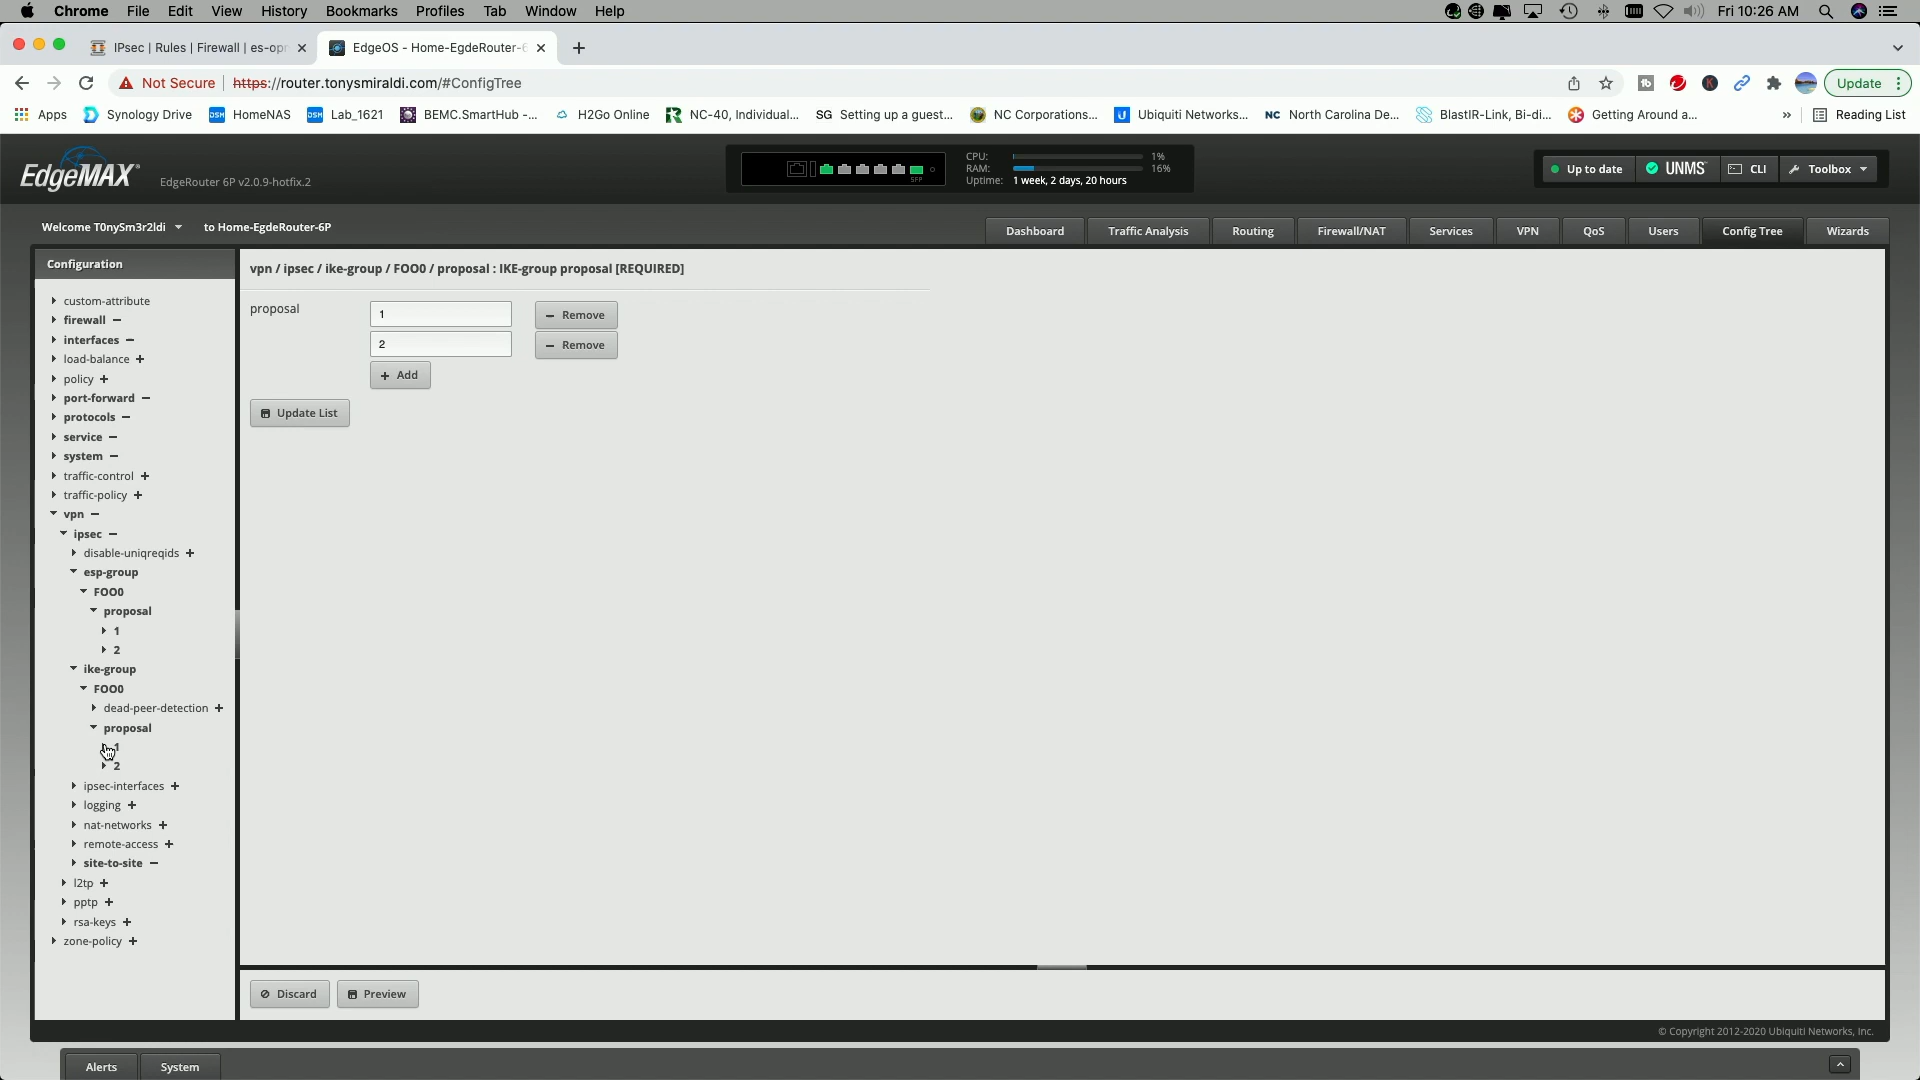 Chrome File Edit View History Bookmarks Profiles Tab Window Help Fri 10:26 AM
IPsec | Rules | Firewall | es-opn
EdgeOS - Home-EgdeRouter-6
Not Secure https://router.tonysmiraldi.com/#ConfigTree Update
Apps Synology Drive HomeNAS Lab_1621 BEMC.SmartHub -... H2Go Online NC-40, Individual... SG Setting up a guest... NC Corporations... Ubiquiti Networks... NC North Carolina De... BlastIR-Link, Bi-di... Getting Around a... » Reading List
EdgeMAX EdgeRouter 6P v2.0.9-hotfix.2
SFP
CPU: 1%
RAM: 16%
Uptime: 1 week, 2 days, 20 hours
Up to date UNMS CLI Toolbox
Welcome T0nySm3r2ldi to Home-EgdeRouter-6P
Dashboard Traffic Analysis Routing Firewall/NAT Services VPN QoS Users Config Tree Wizards
Configuration
custom-attribute
firewall −
interfaces −
load-balance +
policy +
port-forward −
protocols −
service −
system −
traffic-control +
traffic-policy +
vpn −
ipsec −
disable-uniqreqids +
esp-group
FOO0
proposal
1
2
ike-group
FOO0
dead-peer-detection +
proposal
1
2
ipsec-interfaces +
logging +
nat-networks +
remote-access +
site-to-site −
l2tp +
pptp +
rsa-keys +
zone-policy +
vpn / ipsec / ike-group / FOO0 / proposal : IKE-group proposal [REQUIRED]
proposal 1 − Remove
2 − Remove
+ Add
Update List
Discard Preview
© Copyright 2012-2020 Ubiquiti Networks, Inc.
Alerts System